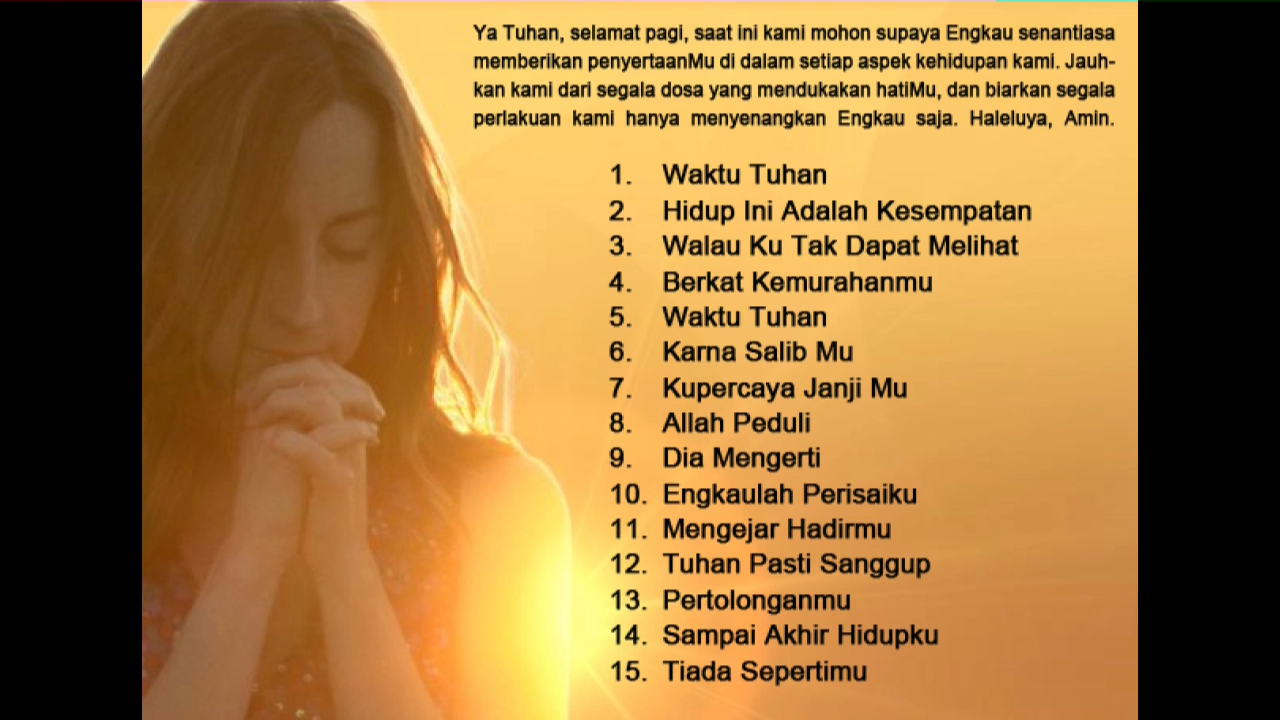 Ya Tuhan, selamat pagi, saat ini kami mohon supaya Engkau senantiasa
memberikan penyertaanMu di dalam setiap aspek kehidupan kami. Jauh-
kan kami dari segala dosa yang mendukakan hatiMu, dan biarkan segala
perlakuan kami hanya menyenangkan Engkau saja. Haleluya, Amin.
1. Waktu Tuhan
2. Hidup Ini Adalah Kesempatan
3. Walau Ku Tak Dapat Melihat
4. Berkat Kemurahanmu
5. Waktu Tuhan
6. Karna Salib Mu
7. Kupercaya Janji Mu
8. Allah Peduli
9. Dia Mengerti
10. Engkaulah Perisaiku
11. Mengejar Hadirmu
12. Tuhan Pasti Sanggup
13. Pertolonganmu
14. Sampai Akhir Hidupku
15. Tiada Sepertimu